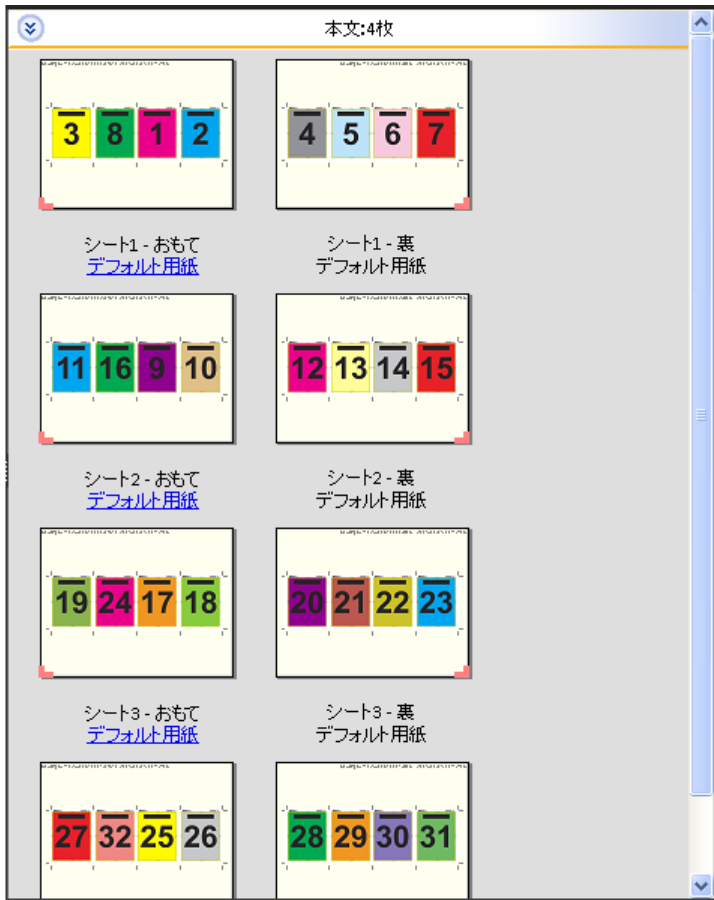 本文:4枚
3 8 1 2
4 5 6 7
シート1 - おもて
デフォルト用紙
シート1 - 裏
デフォルト用紙
11 16 9 10
12 13 14 15
シート2 - おもて
デフォルト用紙
シート2 - 裏
デフォルト用紙
19 24 17 18
20 21 22 23
シート3 - おもて
デフォルト用紙
シート3 - 裏
デフォルト用紙
27 32 25 26
28 29 30 31